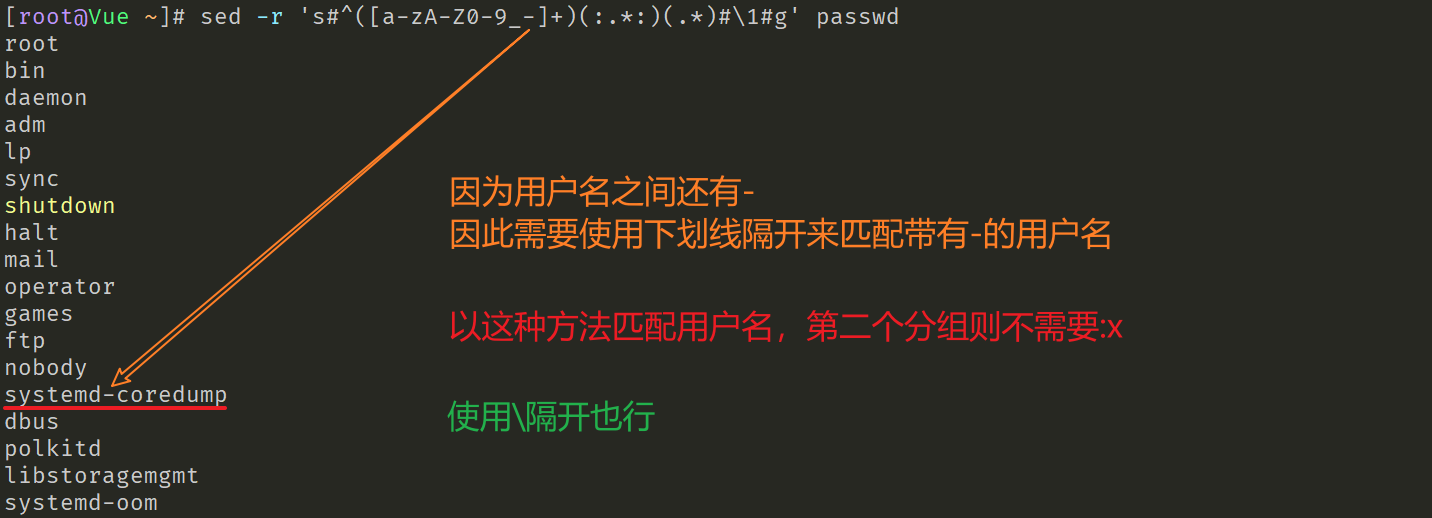 [root@Vue ~]# sed -r 's#^([a-zA-Z0-9_-]+)(:.*:)(.*)#\1#g' passwd
root
bin
daemon
adm
lp
sync
shutdown
halt
mail
operator
games
ftp
nobody
systemd-coredump
dbus
polkitd
libstoragemgmt
systemd-oom
因为用户名之间还有-
因此需要使用下划线隔开来匹配带有-的用户名
以这种方法匹配用户名，第二个分组则不需要:x
使用\隔开也行